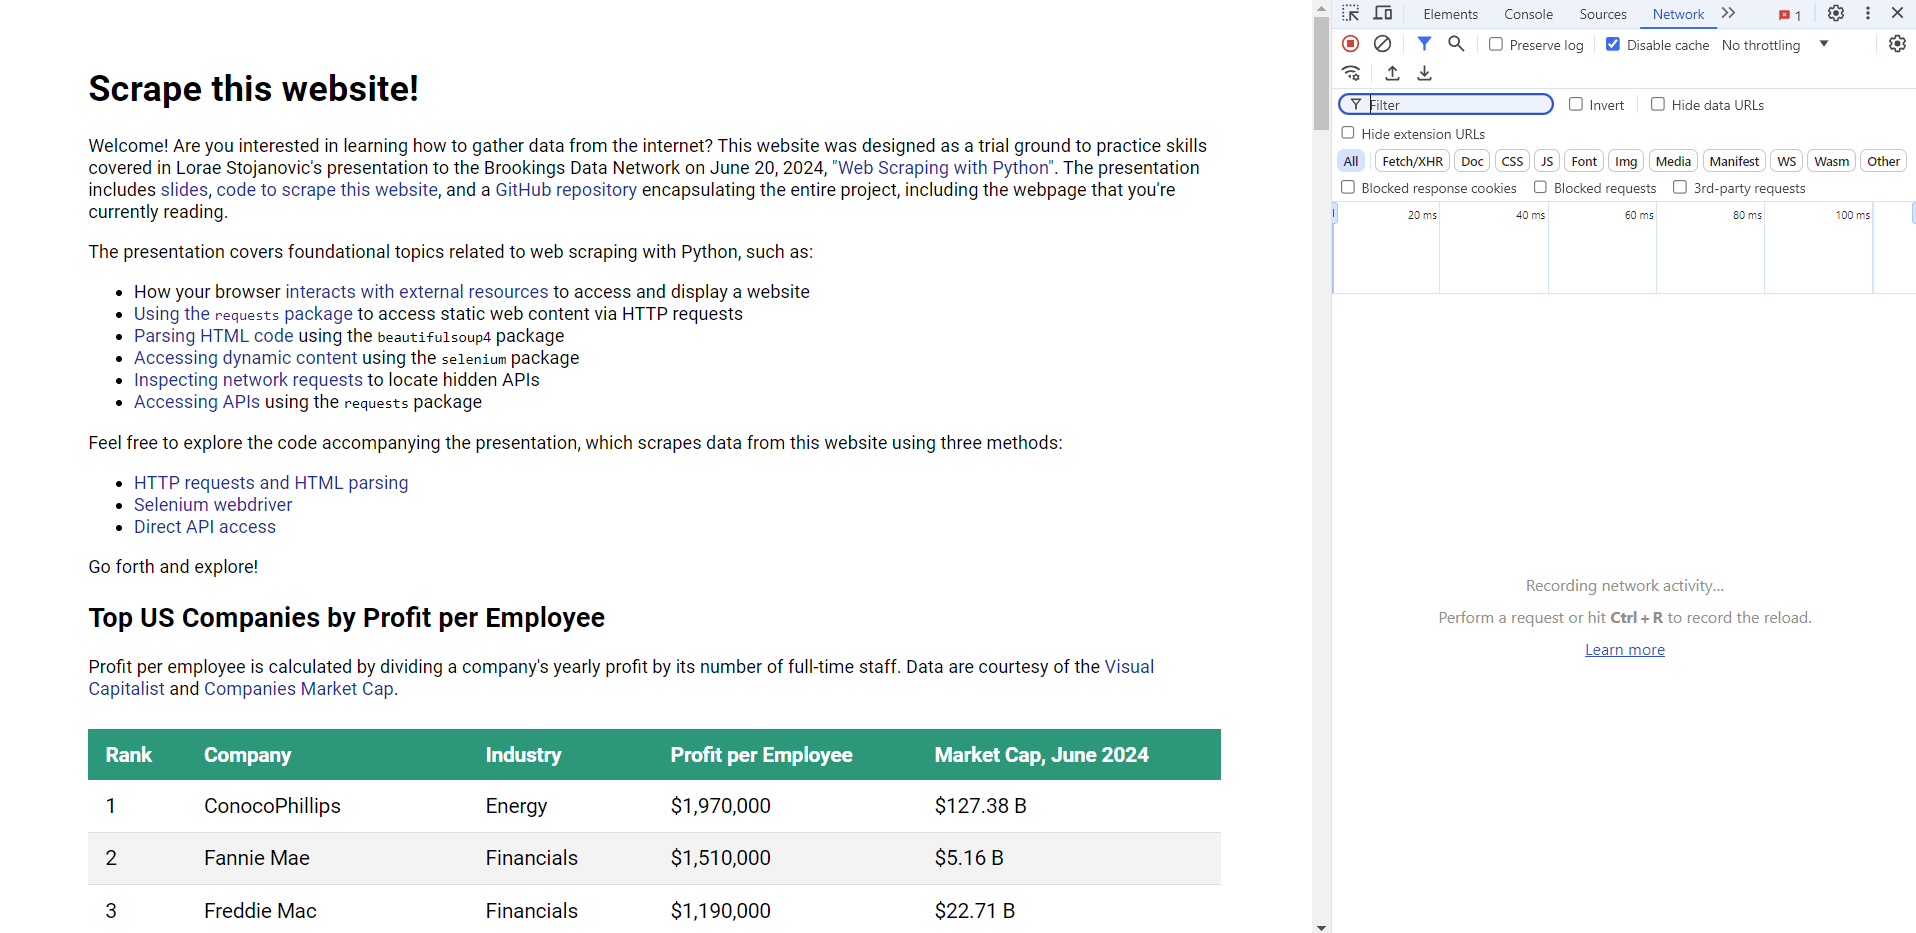 Scrape this website!
Welcome! Are you interested in learning how to gather data from the internet? This website was designed as a trial ground to practice skills
covered in Lorae Stojanovic's presentation to the Brookings Data Network on June 20, 2024, "Web Scraping with Python". The presentation
includes slides, code to scrape this website, and a GitHub repository encapsulating the entire project, including the webpage that you're
currently reading.
The presentation covers foundational topics related to web scraping with Python, such as:
• How your browser interacts with external resources to access and display a website
• Using the requests package to access static web content via HTTP requests
• Parsing HTML code using the beautifulsoup4 package
• Accessing dynamic content using the selenium package
• Inspecting network requests to locate hidden APIs
• Accessing APIs using the requests package
Feel free to explore the code accompanying the presentation, which scrapes data from this website using three methods:
• HTTP requests and HTML parsing
• Selenium webdriver
• Direct API access
Go forth and explore!
Top US Companies by Profit per Employee
Profit per employee is calculated by dividing a company's yearly profit by its number of full-time staff. Data are courtesy of the Visual
Capitalist and Companies Market Cap.
Rank Company Industry Profit per Employee Market Cap, June 2024
1 ConocoPhillips Energy $1,970,000 $127.38 B
2 Fannie Mae Financials $1,510,000 $5.16 B
3 Freddie Mac Financials $1,190,000 $22.71 B
Elements Console Sources Network 1
Preserve log Disable cache No throttling
Filter Invert Hide data URLs
Hide extension URLs
All Fetch/XHR Doc CSS JS Font Img Media Manifest WS Wasm Other
Blocked response cookies Blocked requests 3rd-party requests
20 ms 40 ms 60 ms 80 ms 100 ms
Recording network activity...
Perform a request or hit Ctrl + R to record the reload.
Learn more